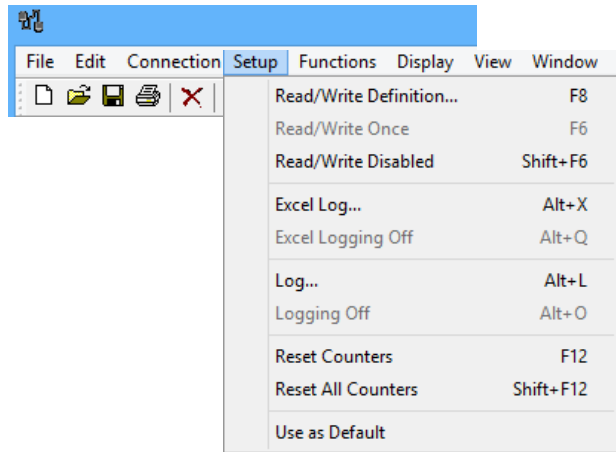 File Edit Connection Setup Functions Display View Window
Read/Write Definition... F8
Read/Write Once F6
Read/Write Disabled Shift+F6
Excel Log... Alt+X
Excel Logging Off Alt+Q
Log... Alt+L
Logging Off Alt+O
Reset Counters F12
Reset All Counters Shift+F12
Use as Default